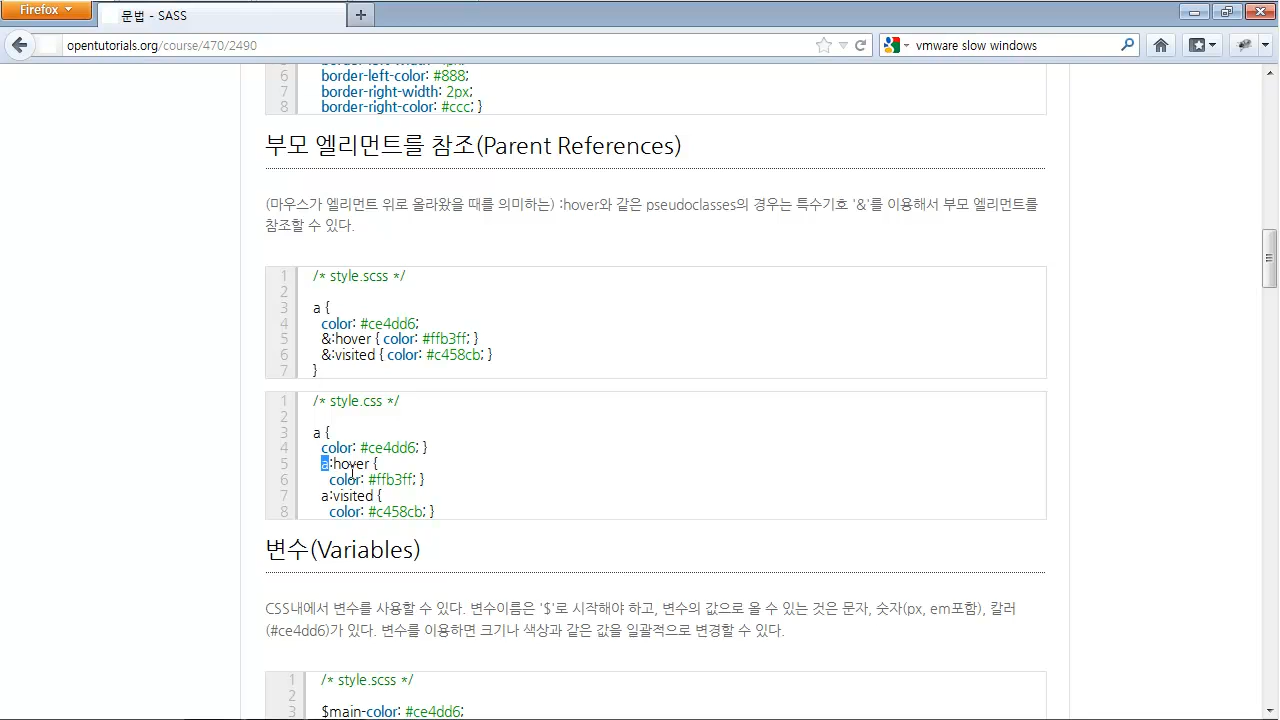 Firefox
문법 - SASS
opentutorials.org/course/470/2490
vmware slow windows
6 border-left-color: #888;
7 border-right-width: 2px;
8 border-right-color: #ccc; }
부모 엘리먼트를 참조(Parent References)
(마우스가 엘리먼트 위로 올라왔을 때를 의미하는) :hover와 같은 pseudoclasses의 경우는 특수기호 '&'를 이용해서 부모 엘리먼트를
참조할 수 있다.
1 /* style.scss */
2
3 a {
4 color: #ce4dd6;
5 &:hover { color: #ffb3ff; }
6 &:visited { color: #c458cb; }
7 }
1 /* style.css */
2
3 a {
4 color: #ce4dd6; }
5 a:hover {
6 color: #ffb3ff; }
7 a:visited {
8 color: #c458cb; }
변수(Variables)
CSS내에서 변수를 사용할 수 있다. 변수이름은 '$'로 시작해야 하고, 변수의 값으로 올 수 있는 것은 문자, 숫자(px, em포함), 칼러
(#ce4dd6)가 있다. 변수를 이용하면 크기나 색상과 같은 값을 일괄적으로 변경할 수 있다.
1 /* style.scss */
2
3 $main-color: #ce4dd6;